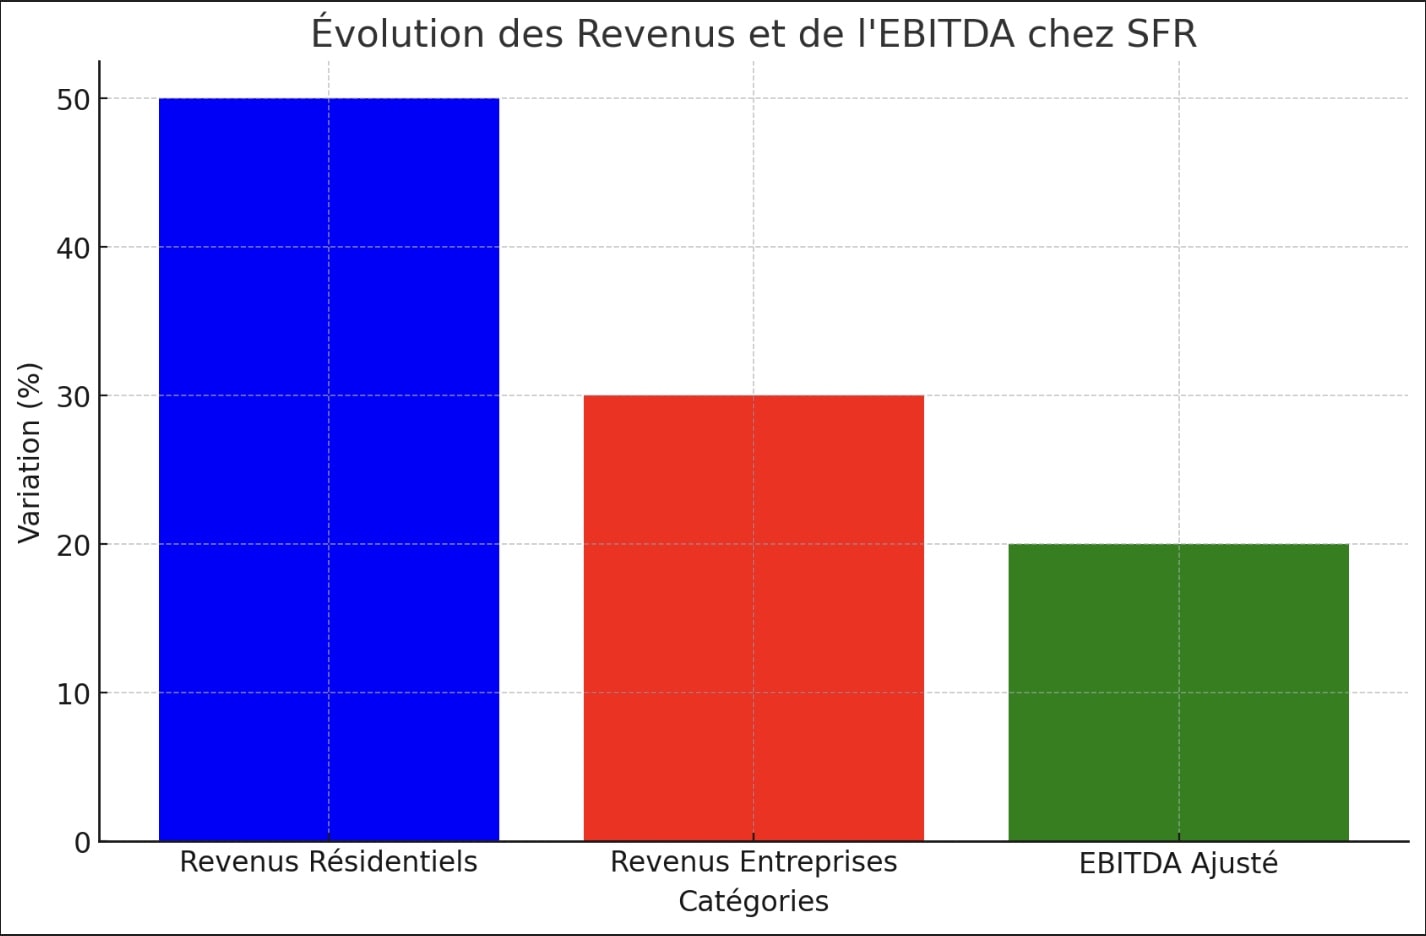 Évolution des Revenus et de l'EBITDA chez SFR
50
40
30
20
10
0
Variation (%)
Revenus Résidentiels
Revenus Entreprises
EBITDA Ajusté
Catégories